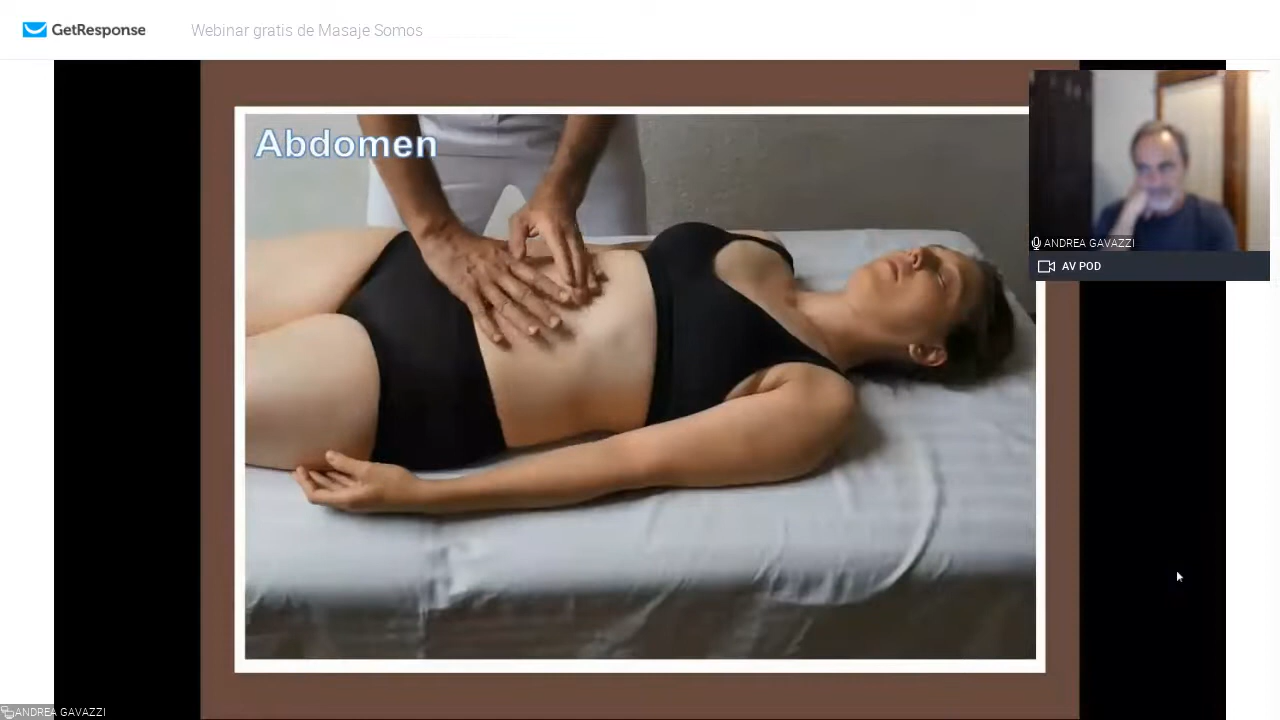 GetResponse
Webinar gratis de Masaje Somos
Abdomen
ANDREA GAVAZZI
AV POD
ANDREA GAVAZZI